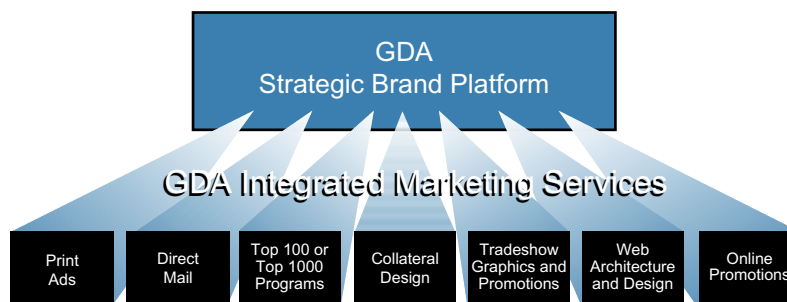 GDA
Strategic Brand Platform
GDA Integrated Marketing Services
Print
Ads
Direct
Mail
Top 100 or
Top 1000
Programs
Collateral
Design
Tradeshow
Graphics and
Promotions
Web
Architecture
and Design
Online
Promotions